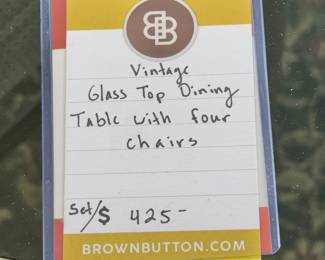 BB
Vintage
Glass Top Dining
Table with four
chairs
Set/$ 425-
BROWNBUTTON.COM